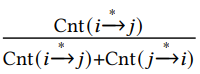 Cnt(i →* j)
Cnt(i →* j)+Cnt(j →* i)